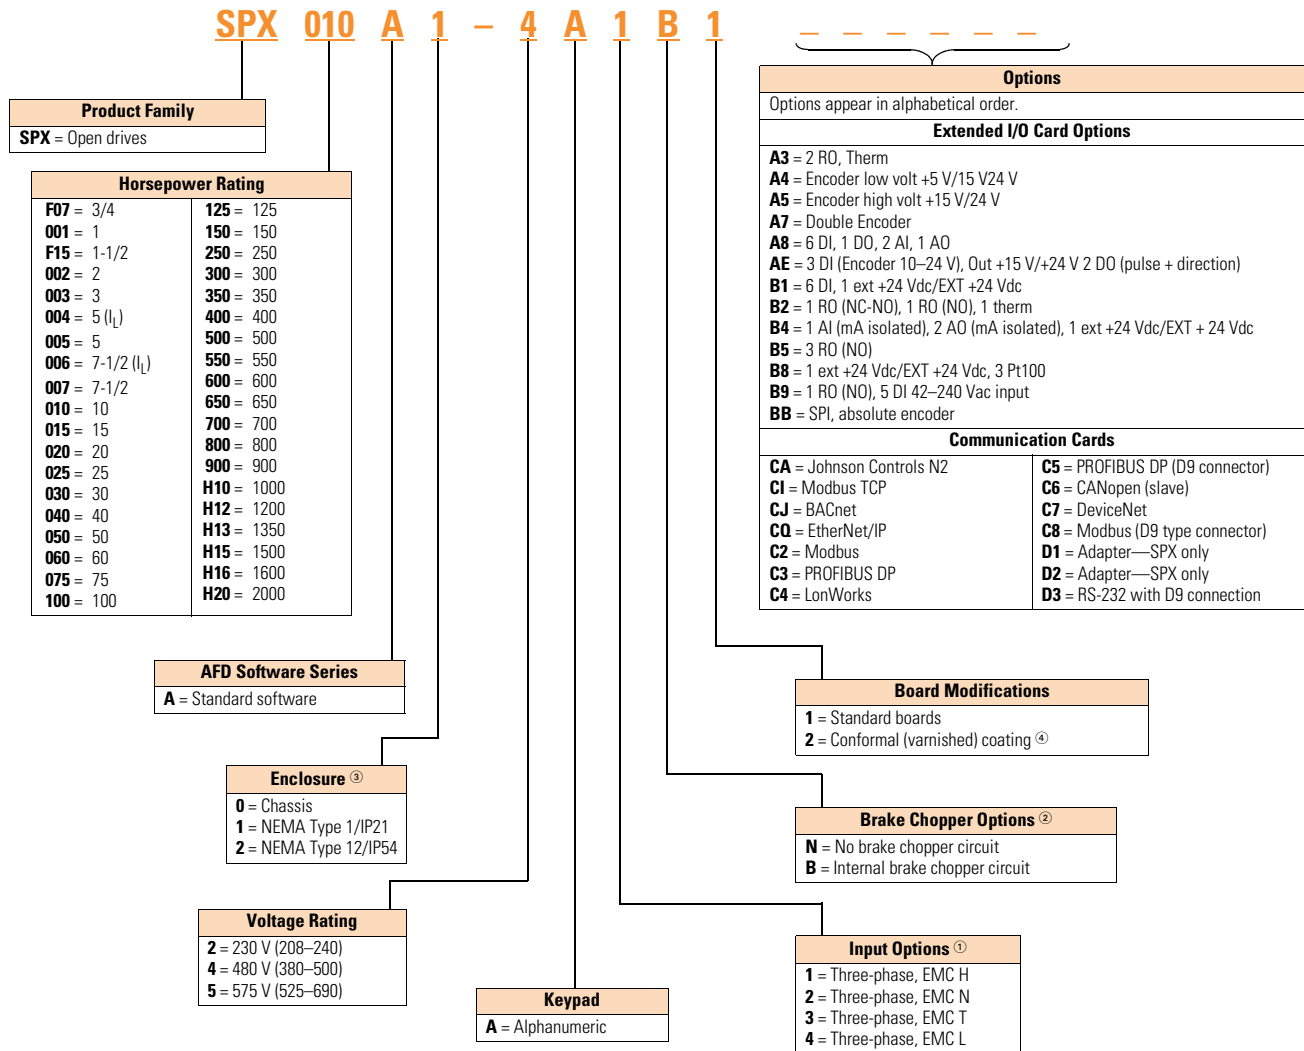 SPX 010 A 1 – 4 A 1 B 1 _ _ _ _ _ _
Product Family
SPX = Open drives
Horsepower Rating
F07 = 3/4
001 = 1
F15 = 1-1/2
002 = 2
003 = 3
004 = 5 (IL)
005 = 5
006 = 7-1/2 (IL)
007 = 7-1/2
010 = 10
015 = 15
020 = 20
025 = 25
030 = 30
040 = 40
050 = 50
060 = 60
075 = 75
100 = 100
125 = 125
150 = 150
250 = 250
300 = 300
350 = 350
400 = 400
500 = 500
550 = 550
600 = 600
650 = 650
700 = 700
800 = 800
900 = 900
H10 = 1000
H12 = 1200
H13 = 1350
H15 = 1500
H16 = 1600
H20 = 2000
AFD Software Series
A = Standard software
Enclosure ③
0 = Chassis
1 = NEMA Type 1/IP21
2 = NEMA Type 12/IP54
Voltage Rating
2 = 230 V (208–240)
4 = 480 V (380–500)
5 = 575 V (525–690)
Keypad
A = Alphanumeric
Options
Options appear in alphabetical order.
Extended I/O Card Options
A3 = 2 RO, Therm
A4 = Encoder low volt +5 V/15 V24 V
A5 = Encoder high volt +15 V/24 V
A7 = Double Encoder
A8 = 6 DI, 1 DO, 2 AI, 1 AO
AE = 3 DI (Encoder 10–24 V), Out +15 V/+24 V 2 DO (pulse + direction)
B1 = 6 DI, 1 ext +24 Vdc/EXT +24 Vdc
B2 = 1 RO (NC-NO), 1 RO (NO), 1 therm
B4 = 1 AI (mA isolated), 2 AO (mA isolated), 1 ext +24 Vdc/EXT + 24 Vdc
B5 = 3 RO (NO)
B8 = 1 ext +24 Vdc/EXT +24 Vdc, 3 Pt100
B9 = 1 RO (NO), 5 DI 42–240 Vac input
BB = SPI, absolute encoder
Communication Cards
CA = Johnson Controls N2
CI = Modbus TCP
CJ = BACnet
CQ = EtherNet/IP
C2 = Modbus
C3 = PROFIBUS DP
C4 = LonWorks
C5 = PROFIBUS DP (D9 connector)
C6 = CANopen (slave)
C7 = DeviceNet
C8 = Modbus (D9 type connector)
D1 = Adapter—SPX only
D2 = Adapter—SPX only
D3 = RS-232 with D9 connection
Board Modifications
1 = Standard boards
2 = Conformal (varnished) coating ④
Brake Chopper Options ②
N = No brake chopper circuit
B = Internal brake chopper circuit
Input Options ①
1 = Three-phase, EMC H
2 = Three-phase, EMC N
3 = Three-phase, EMC T
4 = Three-phase, EMC L